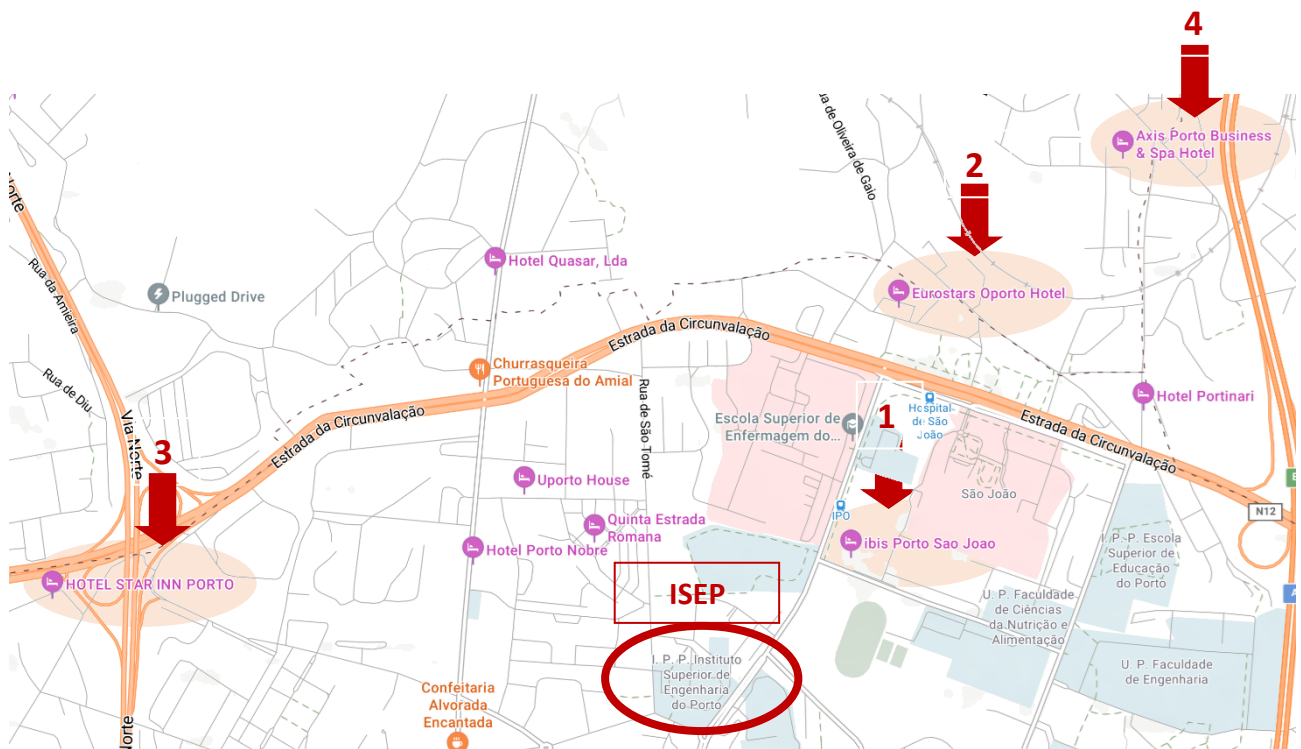 4
2
Axis Porto Business
& Spa Hotel
Rua de Oliveira de Gaio
Norte
Rua da Amieira
Hotel Quasar, Lda
Plugged Drive
Eurostars Oporto Hotel
Estrada da Circunvalação
Churrasqueira
Portuguesa do Amial
Rua de Diu
Via Norte
Estrada da Circunvalação
Rua de São Tomé
Hotel Portinari
1
Hospital
de São
João
Escola Superior de
Enfermagem do...
Estrada da Circunvalação
3
Uporto House
São João
Quinta Estrada
Romana
IPO
N12
Hotel Porto Nobre
ibis Porto Sao Joao
I. P. P. Escola
Superior de
Educação
do Porto
HOTEL STAR INN PORTO
ISEP
U. P. Faculdade
de Ciências
da Nutrição e
Alimentação
A
I. P. P. Instituto
Superior de
Engenharia
do Porto
U. P. Faculdade
de Engenharia
Confeitaria
Alvorada
Encantada
Norte